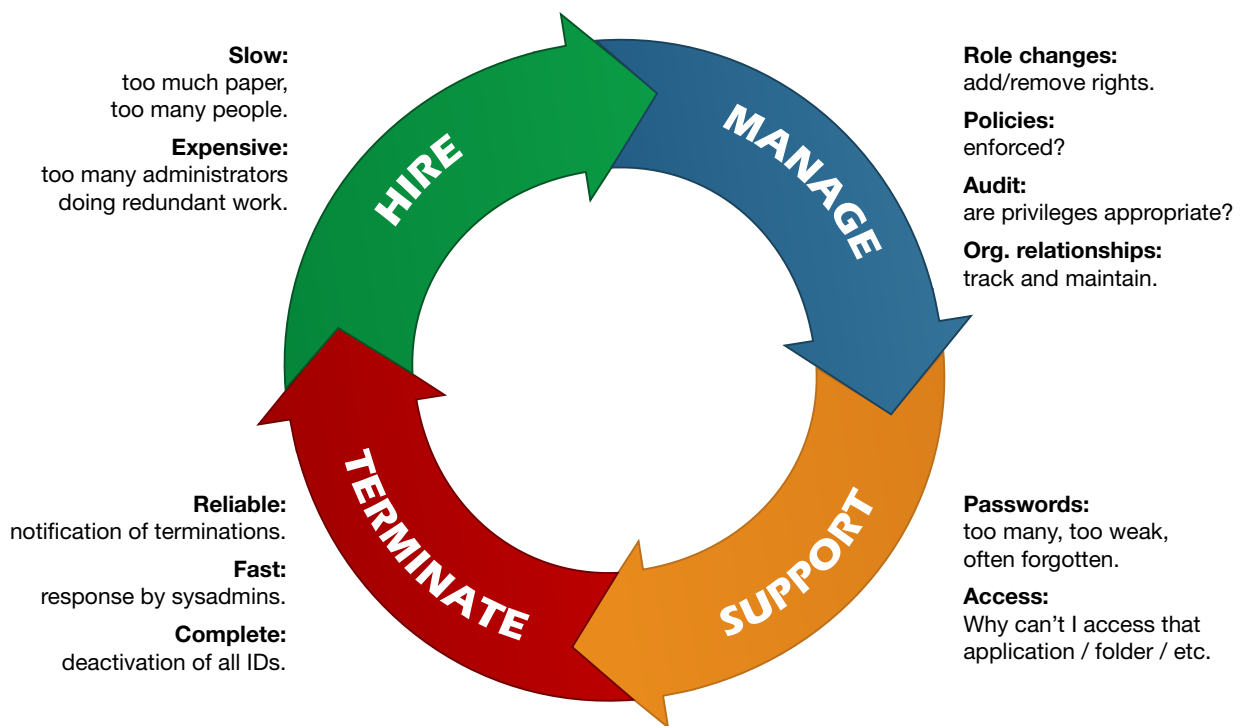 Slow:
too much paper,
too many people.
Expensive:
too many administrators
doing redundant work.
HIRE
MANAGE
Role changes:
add/remove rights.
Policies:
enforced?
Audit:
are privileges appropriate?
Org. relationships:
track and maintain.
Reliable:
notification of terminations.
Fast:
response by sysadmins.
Complete:
deactivation of all IDs.
TERMINATE
SUPPORT
Passwords:
too many, too weak,
often forgotten.
Access:
Why can’t I access that
application / folder / etc.